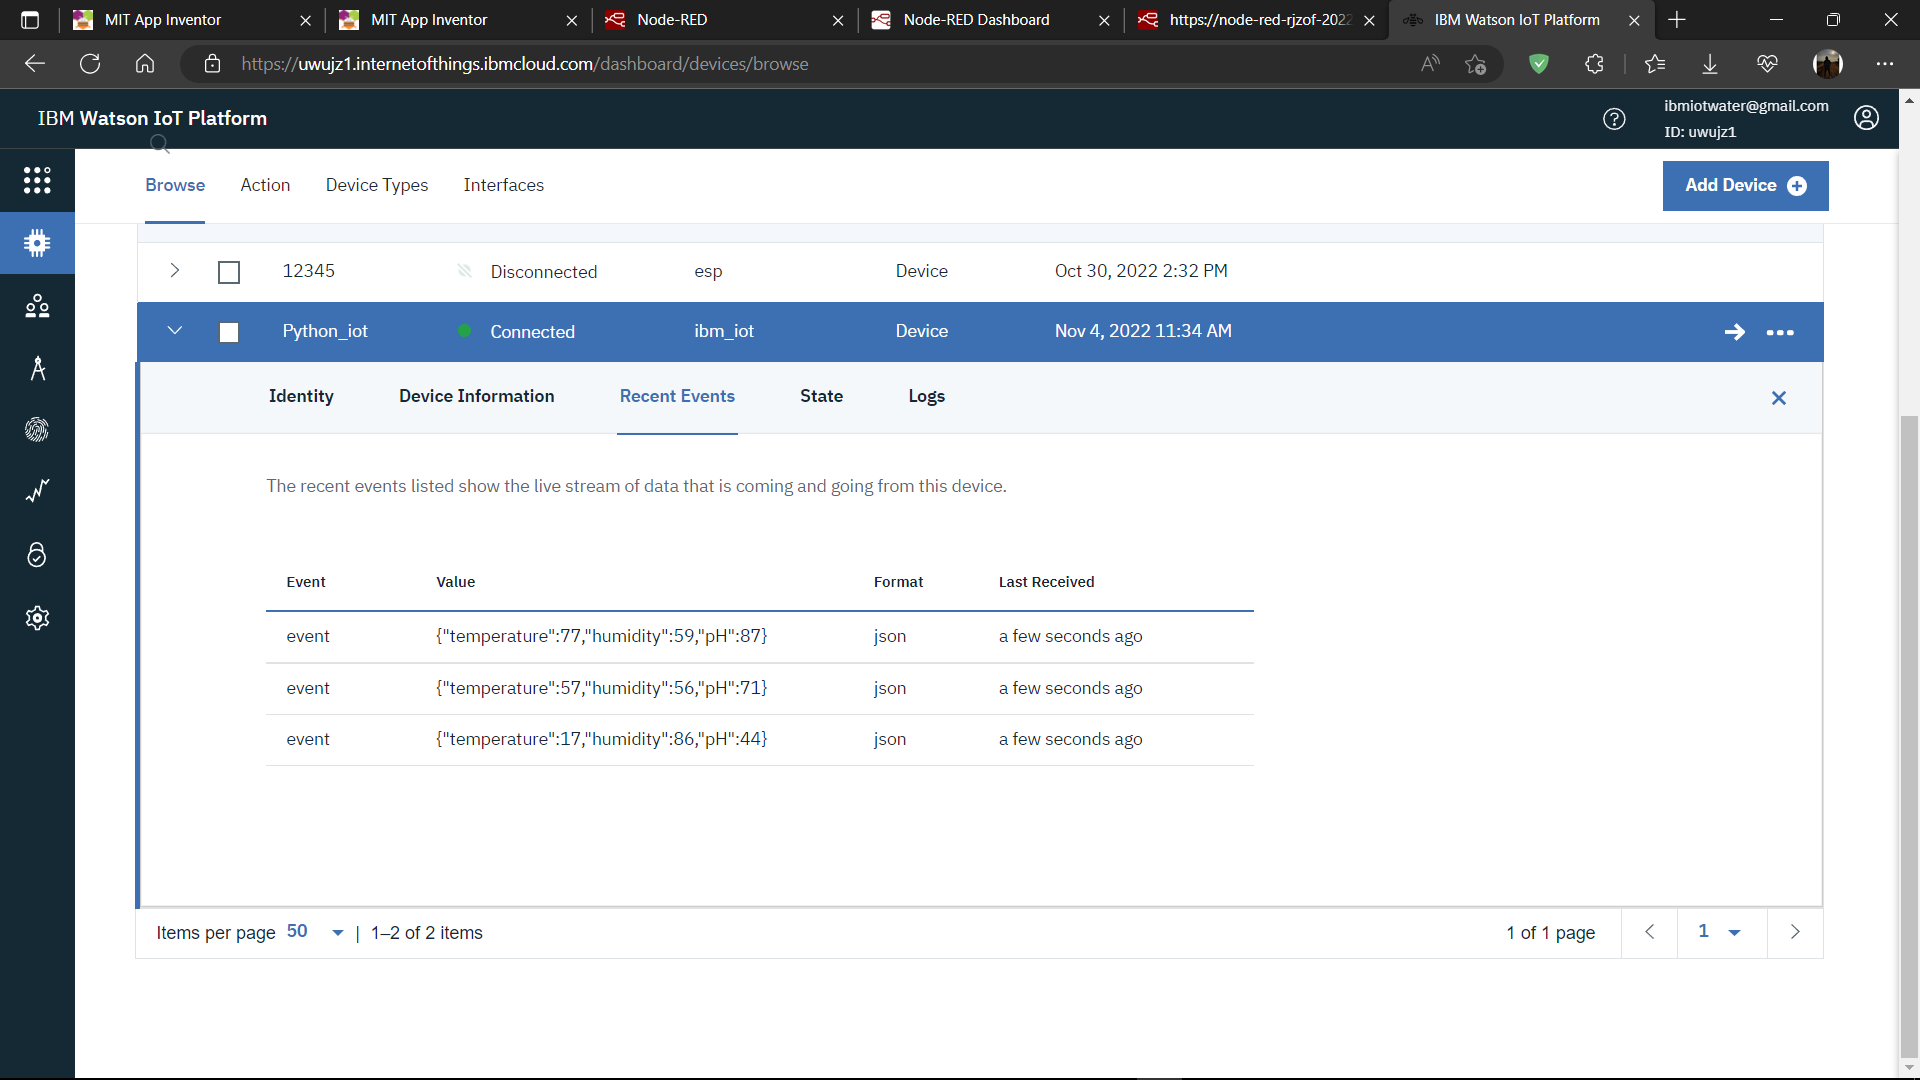 MIT App Inventor
MIT App Inventor
Node-RED
Node-RED Dashboard
https://node-red-rjzof-2022
IBM Watson IoT Platform
https://uwujz1.internetofthings.ibmcloud.com/dashboard/devices/browse
IBM Watson IoT Platform
ibmiotwater@gmail.com
ID: uwujz1
Browse Action Device Types Interfaces
Add Device
12345 Disconnected esp Device Oct 30, 2022 2:32 PM
Python_iot Connected ibm_iot Device Nov 4, 2022 11:34 AM
Identity Device Information Recent Events State Logs
The recent events listed show the live stream of data that is coming and going from this device.
Event Value Format Last Received
event {"temperature":77,"humidity":59,"pH":87} json a few seconds ago
event {"temperature":57,"humidity":56,"pH":71} json a few seconds ago
event {"temperature":17,"humidity":86,"pH":44} json a few seconds ago
Items per page 50 | 1–2 of 2 items
1 of 1 page 1